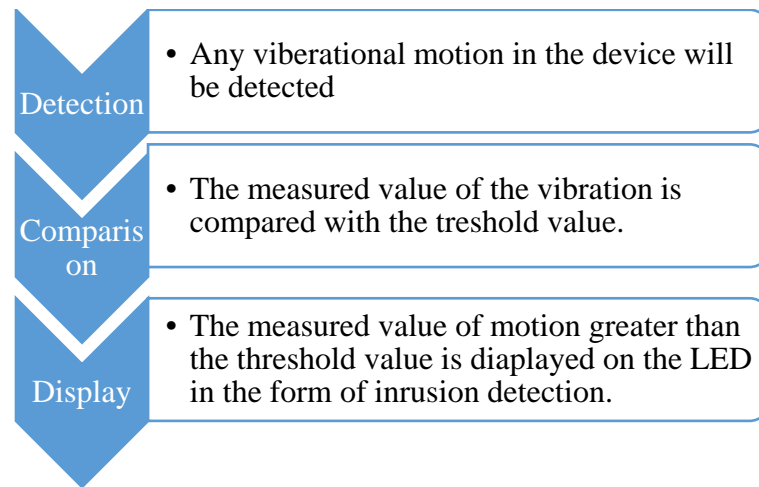 Detection
• Any viberational motion in the device will
be detected
Comparis
on
• The measured value of the vibration is
compared with the treshold value.
Display
• The measured value of motion greater than
the threshold value is diaplayed on the LED
in the form of inrusion detection.